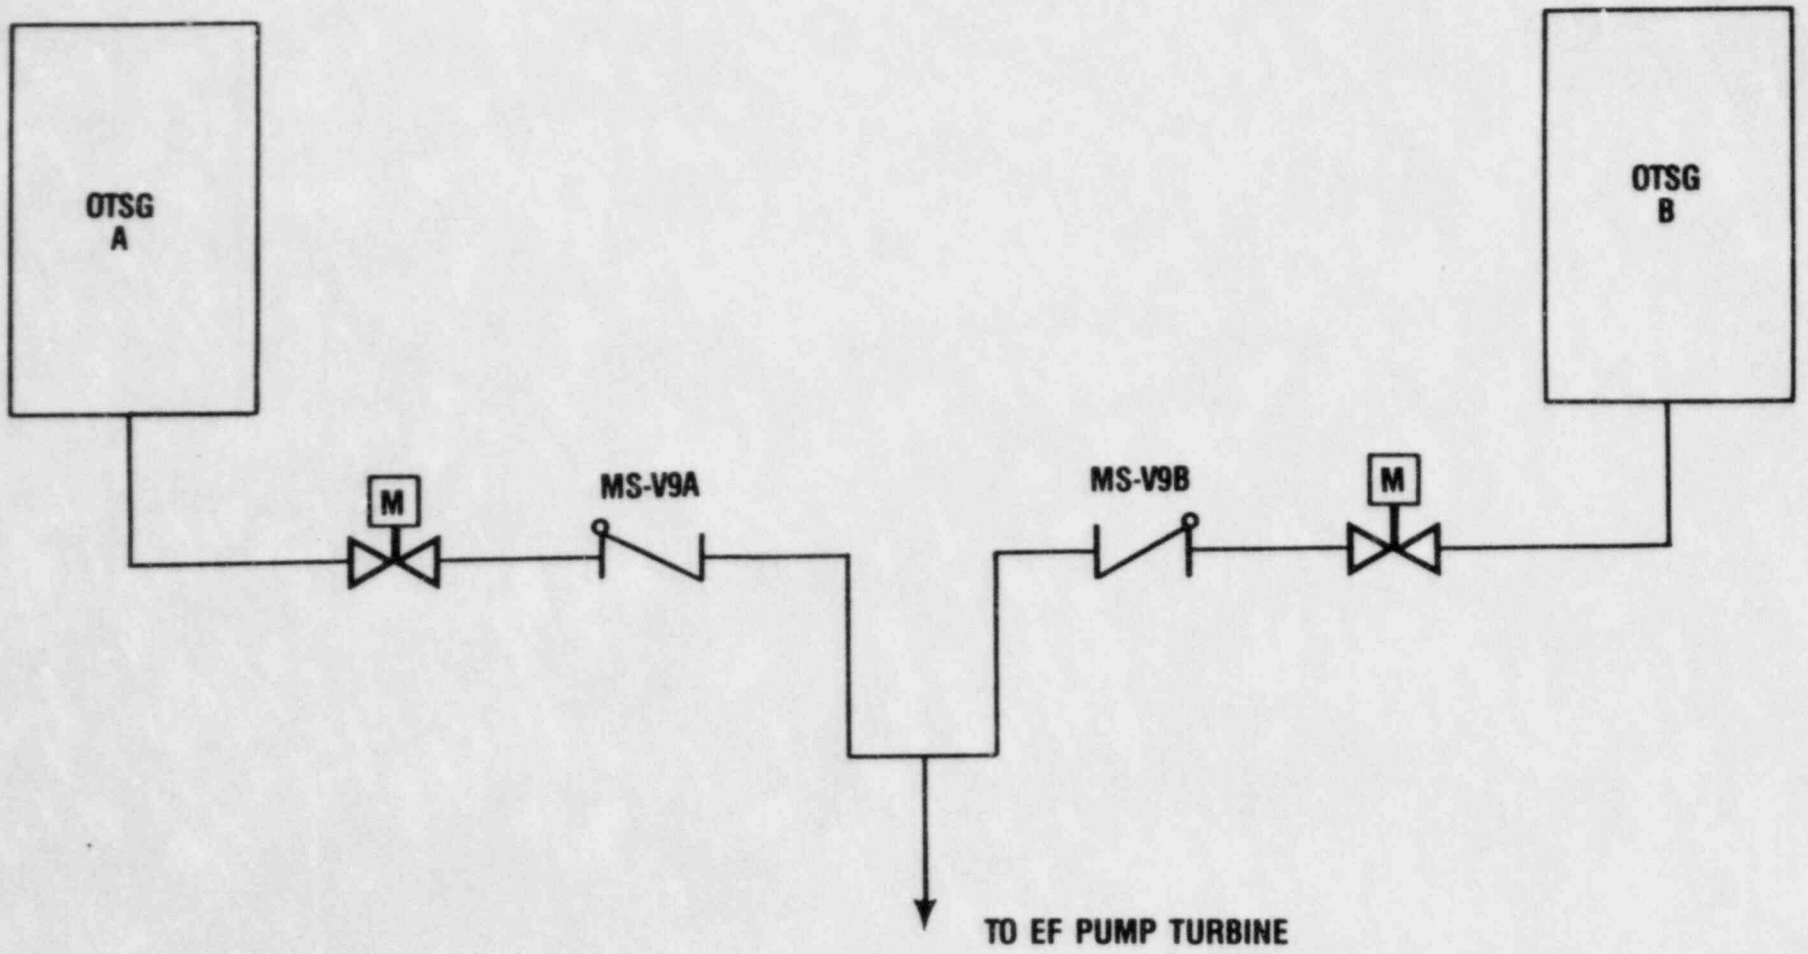 OTSG
A
OTSG
B
M
MS-V9A
MS-V9B
M
TO EF PUMP TURBINE